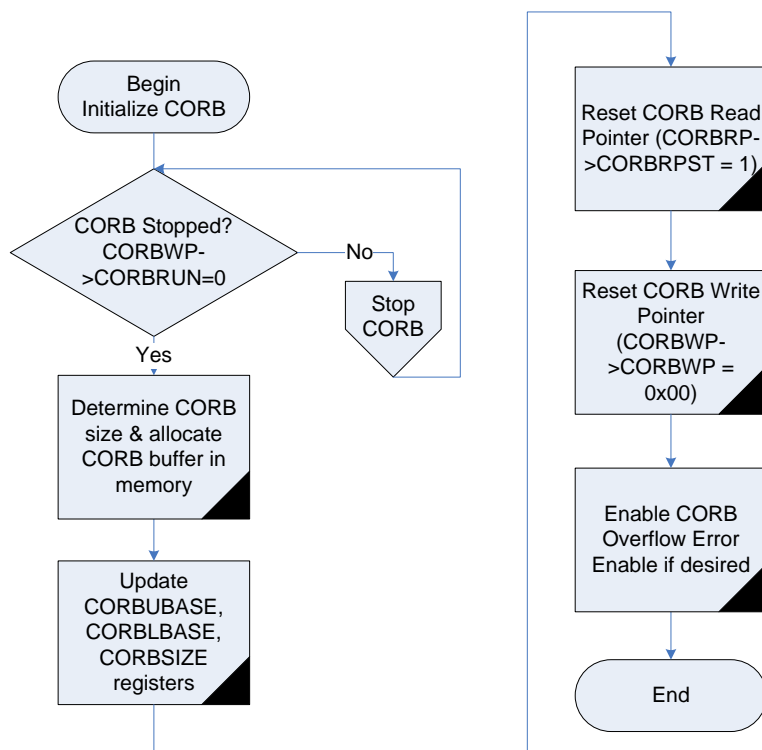 Begin
Initialize CORB
CORB Stopped?
CORBWP-
>CORBRUN=0
No
Stop
CORB
Yes
Determine CORB
size & allocate
CORB buffer in
memory
Update
CORBUBASE,
CORBLBASE,
CORBSIZE
registers
Reset CORB Read
Pointer (CORBRP-
>CORBRPST = 1)
Reset CORB Write
Pointer
(CORBWP-
>CORBWP =
0x00)
Enable CORB
Overflow Error
Enable if desired
End